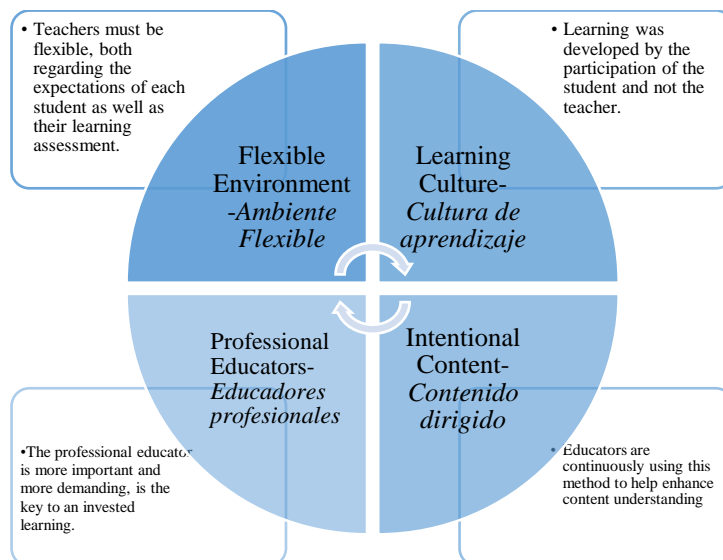 • Teachers must be
flexible, both
regarding the
expectations of each
student as well as
their learning
assessment.
• Learning was
developed by the
participation of the
student and not the
teacher.
Flexible
Environment
-Ambiente
Flexible
Learning
Culture-
Cultura de
aprendizaje
Professional
Educators-
Educadores
profesionales
Intentional
Content-
Contenido
dirigido
•The professional educator
is more important and
more demanding, is the
key to an invested
learning.
• Educators are
continuously using this
method to help enhance
content understanding